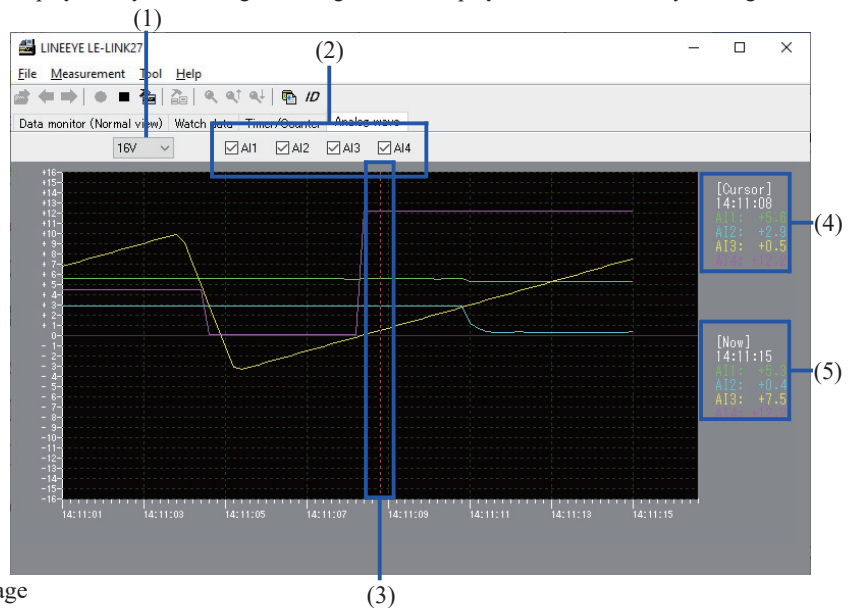 (1)
LINEEYE LE-LINK27
(2)
File Measurement Tool Help
ID
Data monitor (Normal view) Watch data Timer/Counter Analog wave
16V AI1 AI2 AI3 AI4
+16
+15
+14
+13
+12
+11
+10
+ 9
+ 8
+ 7
+ 6
+ 5
+ 4
+ 3
+ 2
+ 1
0
- 1
- 2
- 3
- 4
- 5
- 6
- 7
- 8
- 9
-10
-11
-12
-13
-14
-15
-16
14:11:01 14:11:03 14:11:05 14:11:07 14:11:09 14:11:11 14:11:13 14:11:15
[Cursor]
14:11:08
AI1: +5.6
AI2: +2.9
AI3: +0.5
AI4: +12.2
(4)
[Now]
14:11:15
AI1: +5.3
AI2: +0.4
AI3: +7.5
(5)
(3)